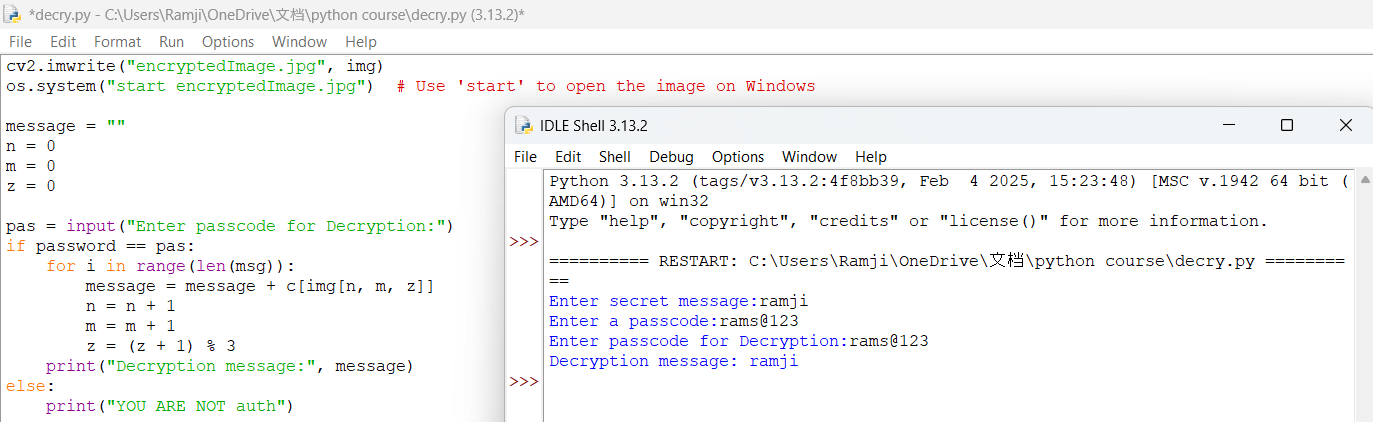 *decry.py - C:\Users\Ramji\OneDrive\文档\python course\decry.py (3.13.2)*
File Edit Format Run Options Window Help
cv2.imwrite("encryptedImage.jpg", img)
os.system("start encryptedImage.jpg")  # Use 'start' to open the image on Windows
message = ""
n = 0
m = 0
z = 0
pas = input("Enter passcode for Decryption:")
if password == pas:
    for i in range(len(msg)):
        message = message + c[img[n, m, z]]
        n = n + 1
        m = m + 1
        z = (z + 1) % 3
    print("Decryption message:", message)
else:
    print("YOU ARE NOT auth")
IDLE Shell 3.13.2
File Edit Shell Debug Options Window Help
Python 3.13.2 (tags/v3.13.2:4f8bb39, Feb  4 2025, 15:23:48) [MSC v.1942 64 bit (
AMD64)] on win32
Type "help", "copyright", "credits" or "license()" for more information.
>>>
========== RESTART: C:\Users\Ramji\OneDrive\文档\python course\decry.py ========
==
Enter secret message:ramji
Enter a passcode:rams@123
Enter passcode for Decryption:rams@123
Decryption message: ramji
>>>